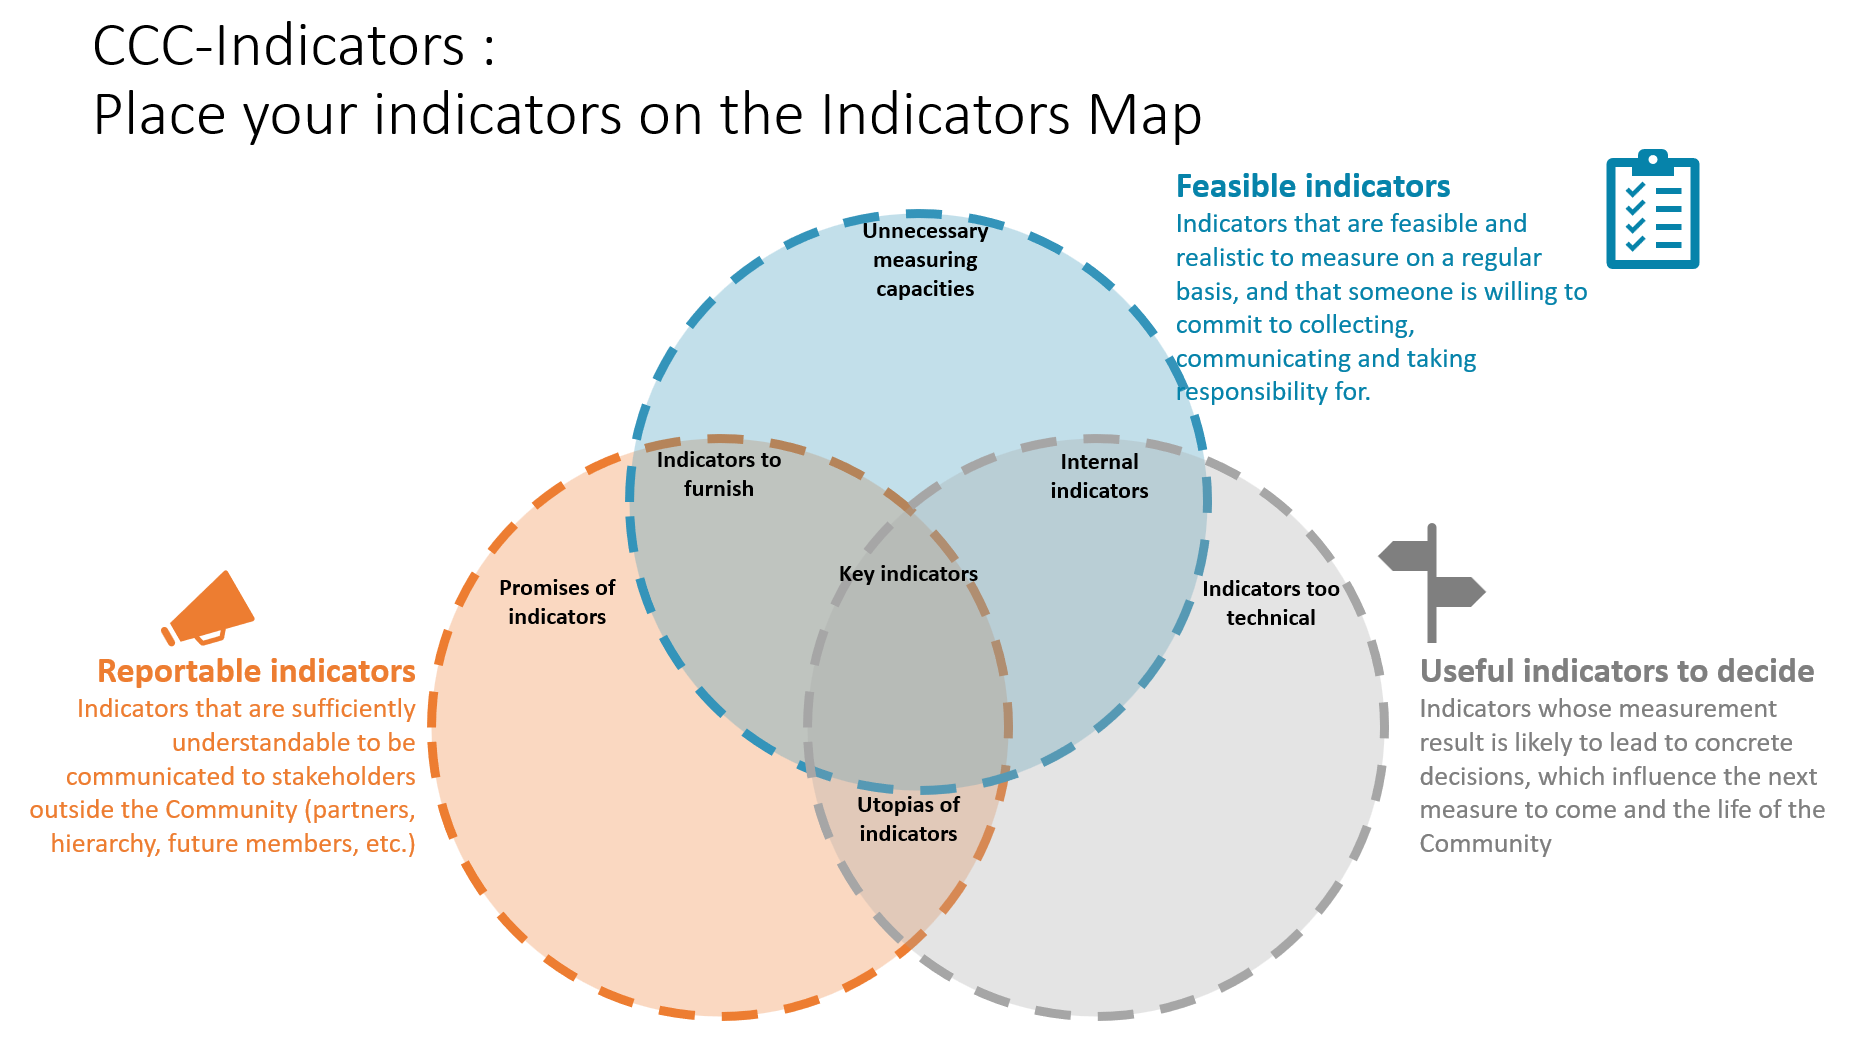 CCC-Indicators :
Place your indicators on the Indicators Map
Feasible indicators
Indicators that are feasible and
realistic to measure on a regular
basis, and that someone is willing to
commit to collecting,
communicating and taking
responsibility for.
Unnecessary
measuring
capacities
Indicators to
furnish
Internal
indicators
Key indicators
Promises of
indicators
Indicators too
technical
Utopias of
indicators
Reportable indicators
Indicators that are sufficiently
understandable to be
communicated to stakeholders
outside the Community (partners,
hierarchy, future members, etc.)
Useful indicators to decide
Indicators whose measurement
result is likely to lead to concrete
decisions, which influence the next
measure to come and the life of the
Community